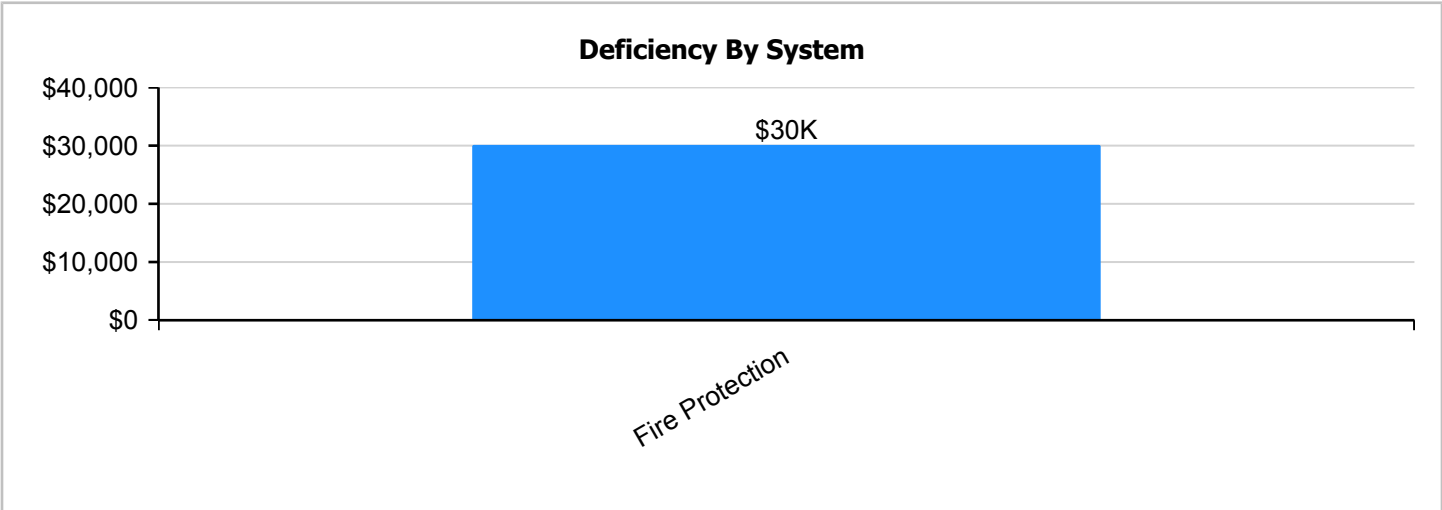 Deficiency By System
$40,000
$30K
$30,000
$20,000
$10,000
$0
Fire Protection